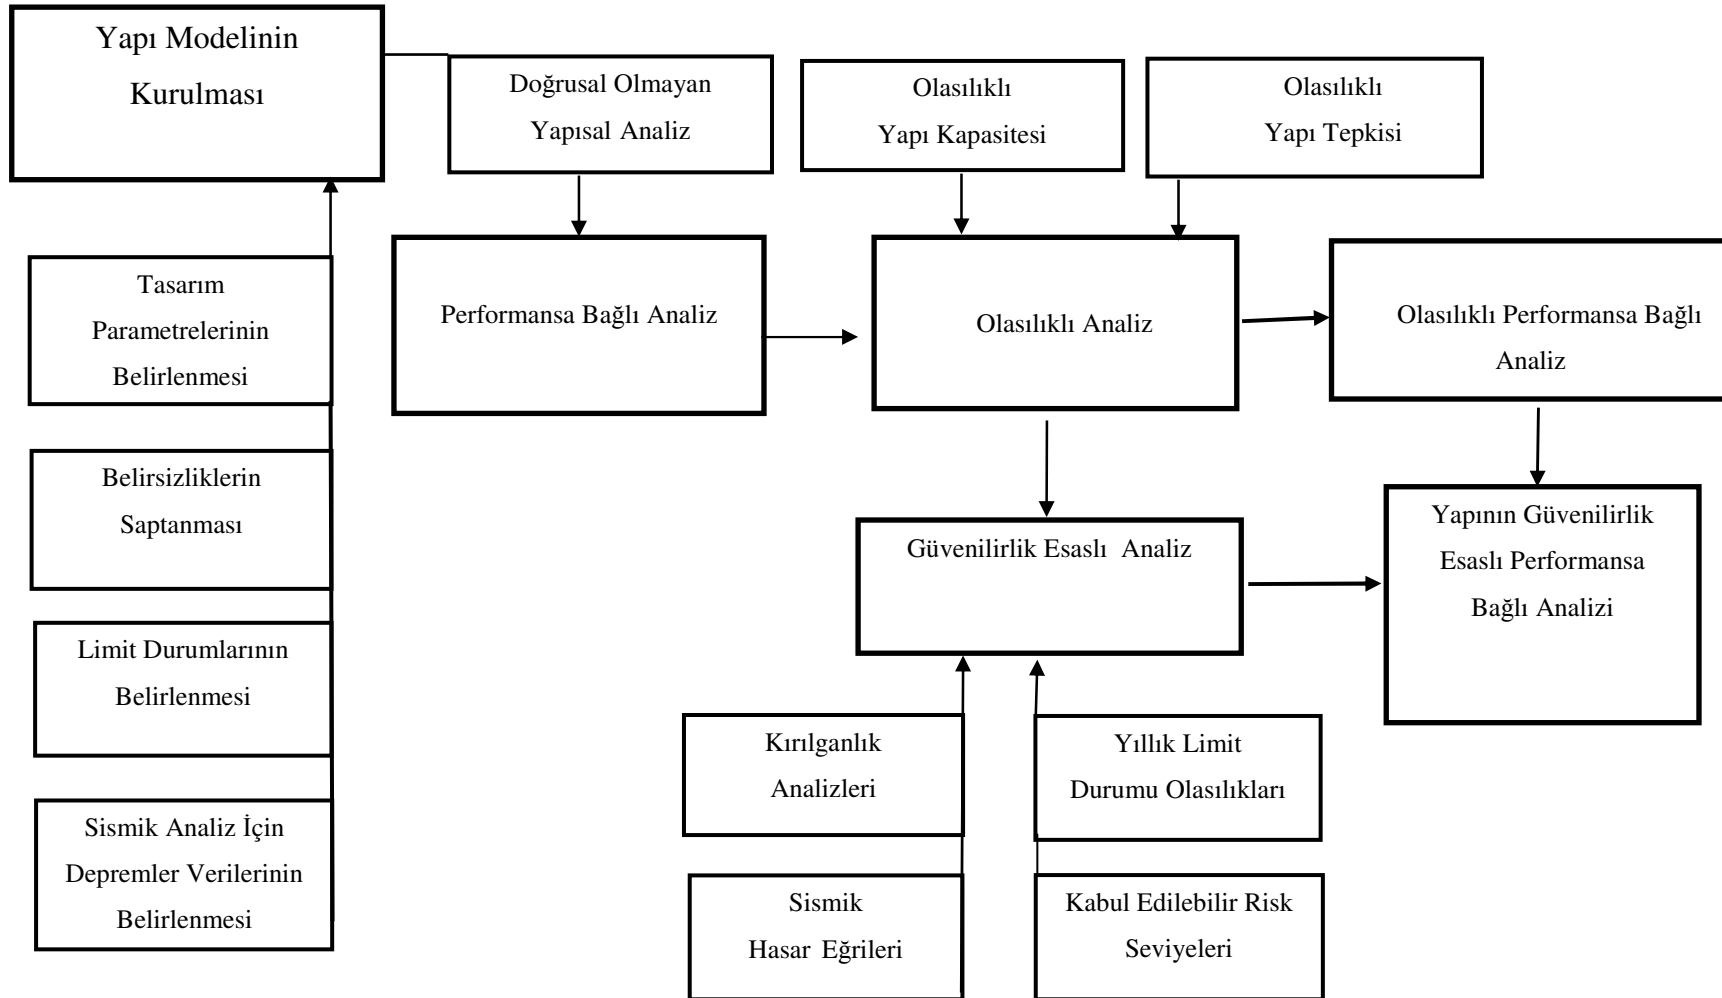 Yapı Modelinin
Kurulması
Doğrusal Olmayan
Yapısal Analiz
Olasılıklı
Yapı Kapasitesi
Olasılıklı
Yapı Tepkisi
Tasarım
Parametrelerinin
Belirlenmesi
Performansa Bağlı Analiz
Olasılıklı Analiz
Olasılıklı Performansa Bağlı
Analiz
Belirsizliklerin
Saptanması
Güvenilirlik Esaslı Analiz
Yapının Güvenilirlik
Esaslı Performansa
Bağlı Analizi
Limit Durumlarının
Belirlenmesi
Kırılganlık
Analizleri
Yıllık Limit
Durumu Olasılıkları
Sismik Analiz İçin
Depremler Verilerinin
Belirlenmesi
Sismik
Hasar Eğrileri
Kabul Edilebilir Risk
Seviyeleri